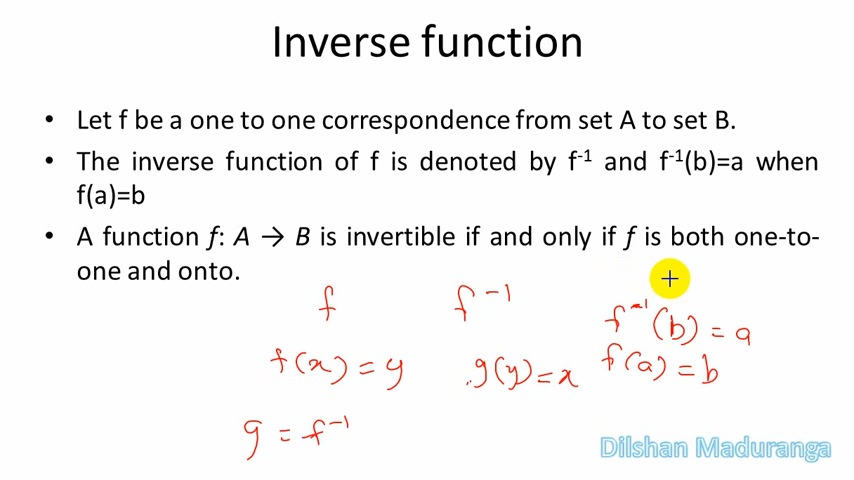 Inverse function
• Let f be a one to one correspondence from set A to set B.
• The inverse function of f is denoted by f⁻¹ and f⁻¹(b)=a when
f(a)=b
• A function f: A → B is invertible if and only if f is both one-to-
one and onto.
f f⁻¹
f⁻¹(b) = a
f(x) = y g(y) = x f(a) = b
g = f⁻¹
Dilshan Maduranga